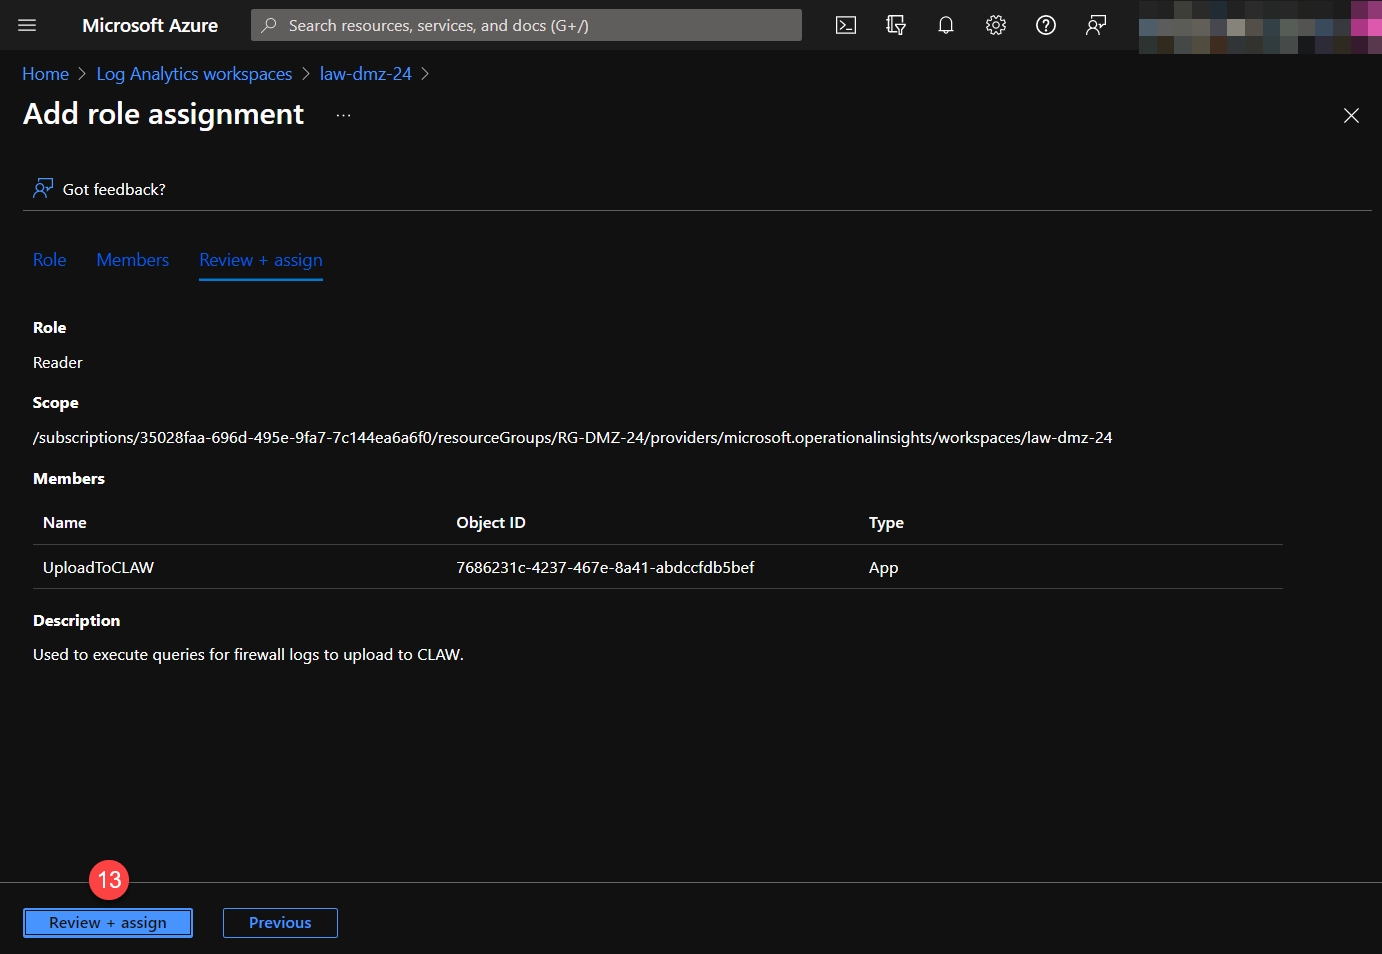 Microsoft Azure
Search resources, services, and docs (G+/)
Home > Log Analytics workspaces > law-dmz-24 >
Add role assignment ...
Got feedback?
Role Members Review + assign
Role
Reader
Scope
/subscriptions/35028faa-696d-495e-9fa7-7c144ea6a6f0/resourceGroups/RG-DMZ-24/providers/microsoft.operationalinsights/workspaces/law-dmz-24
Members
Name Object ID Type
UploadToCLAW 7686231c-4237-467e-8a41-abdccfdb5bef App
Description
Used to execute queries for firewall logs to upload to CLAW.
13
Review + assign Previous